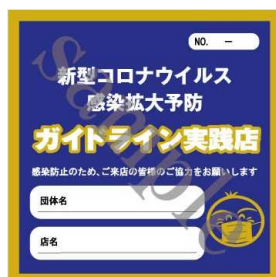 NO. －
新型コロナウイルス
感染拡大予防
ガイドライン実践店
感染防止のため、ご来店の皆様のご協力をお願いします
団体名
店名
sample